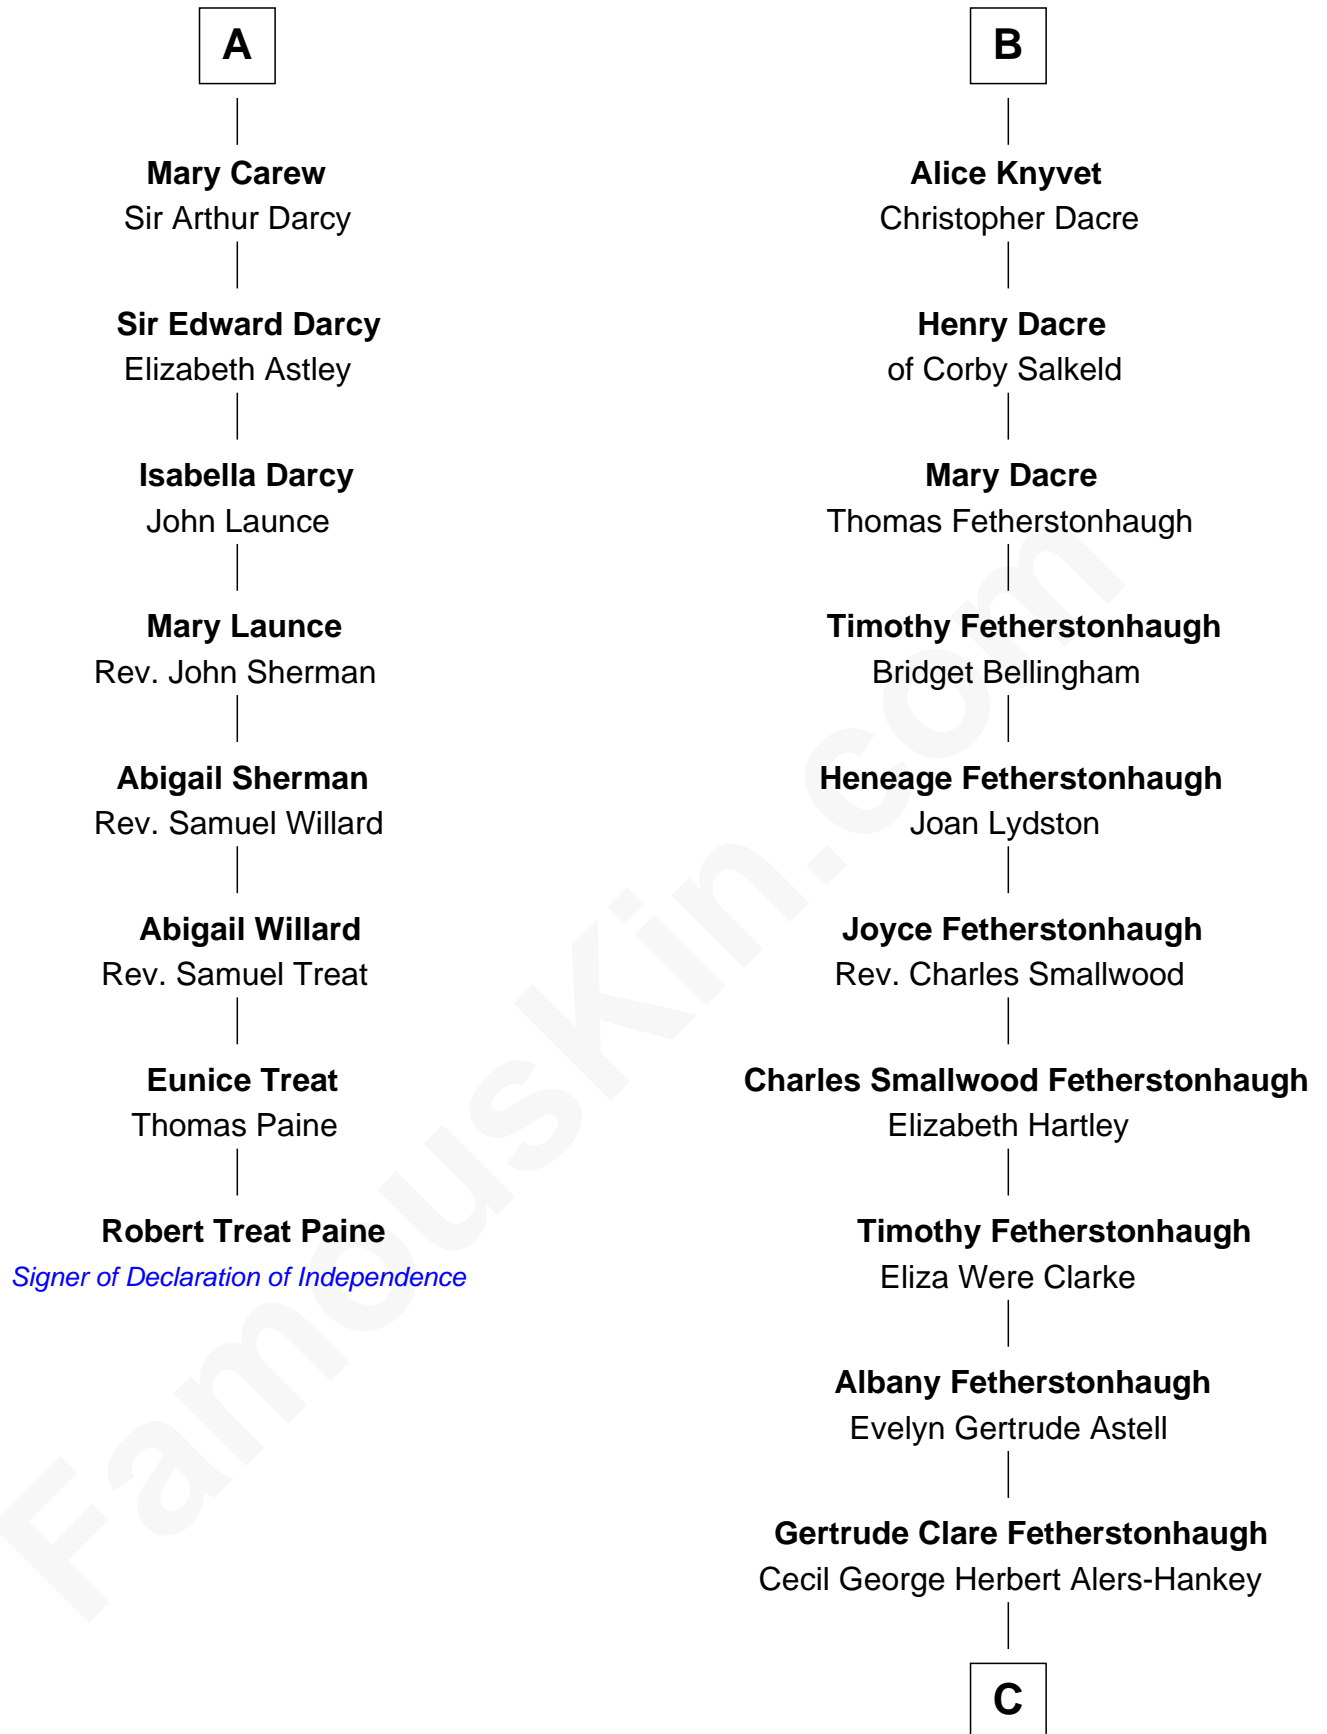 A
Mary Carew
Sir Arthur Darcy
Sir Edward Darcy
Elizabeth Astley
Isabella Darcy
John Launce
Mary Launce
Rev. John Sherman
Abigail Sherman
Rev. Samuel Willard
Abigail Willard
Rev. Samuel Treat
Eunice Treat
Thomas Paine
Robert Treat Paine
Signer of Declaration of Independence
B
Alice Knyvet
Christopher Dacre
Henry Dacre
of Corby Salkeld
Mary Dacre
Thomas Fetherstonhaugh
Timothy Fetherstonhaugh
Bridget Bellingham
Heneage Fetherstonhaugh
Joan Lydston
Joyce Fetherstonhaugh
Rev. Charles Smallwood
Charles Smallwood Fetherstonhaugh
Elizabeth Hartley
Timothy Fetherstonhaugh
Eliza Were Clarke
Albany Fetherstonhaugh
Evelyn Gertrude Astell
Gertrude Clare Fetherstonhaugh
Cecil George Herbert Alers-Hankey
C
FamousKin.com